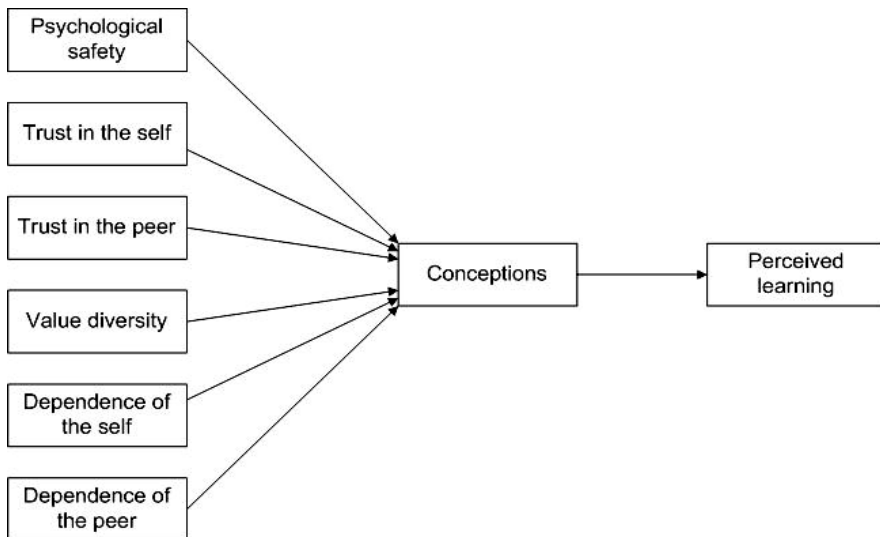 Psychological
safety
Trust in the self
Trust in the peer
Value diversity
Dependence of
the self
Dependence of
the peer
Conceptions
Perceived
learning